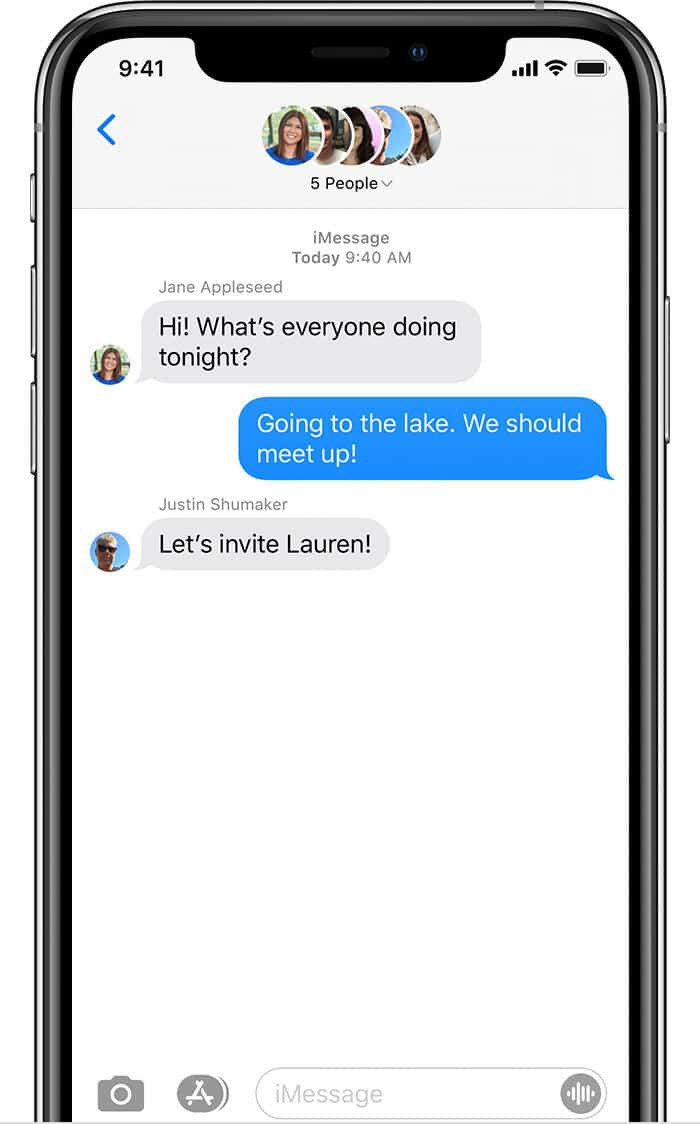 9:41
5 People
iMessage
Today 9:40 AM
Jane Appleseed
Hi! What’s everyone doing
tonight?
Going to the lake. We should
meet up!
Justin Shumaker
Let’s invite Lauren!
iMessage